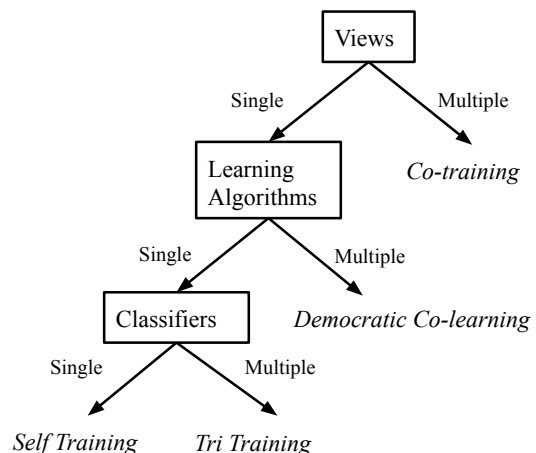 Views
Single
Multiple
Learning
Algorithms
Co-training
Single
Multiple
Classifiers
Democratic Co-learning
Single
Multiple
Self Training
Tri Training